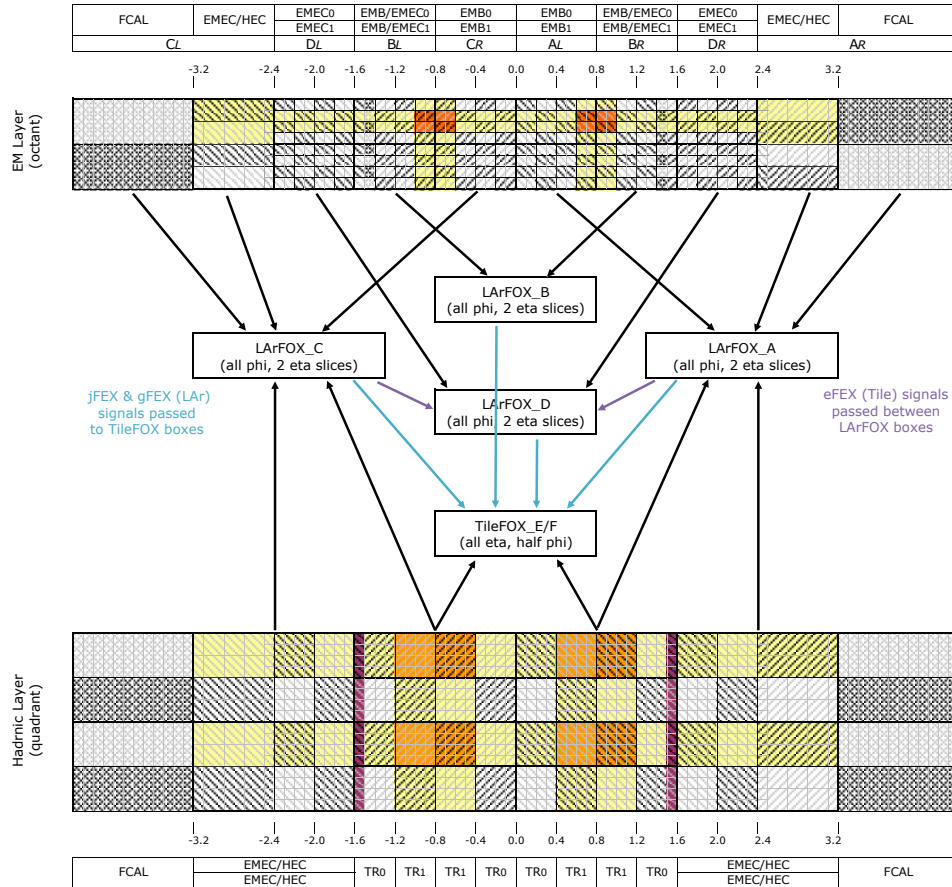 FCAL EMEC/HEC EMEC0 EMB/EMEC0 EMB0 EMB0 EMB/EMEC0 EMEC0 EMEC/HEC FCAL
EMEC1 EMB/EMEC1 EMB1 EMB1 EMB/EMEC1 EMEC1
CL DL BL CR AL BR DR AR
-3.2 -2.4 -2.0 -1.6 -1.2 -0.8 -0.4 0.0 0.4 0.8 1.2 1.6 2.0 2.4 3.2
EM Layer
(octant)
LArFOX_B
(all phi, 2 eta slices)
LArFOX_C
(all phi, 2 eta slices)
LArFOX_A
(all phi, 2 eta slices)
jFEX & gFEX (LAr)
signals passed
to TileFOX boxes
LArFOX_D
(all phi, 2 eta slices)
eFEX (Tile) signals
passed between
LArFOX boxes
TileFOX_E/F
(all eta, half phi)
Hadrnic Layer
(quadrant)
-3.2 -2.4 -2.0 -1.6 -1.2 -0.8 -0.4 0.0 0.4 0.8 1.2 1.6 2.0 2.4 3.2
FCAL EMEC/HEC TR0 TR1 TR1 TR0 TR0 TR1 TR1 TR0 EMEC/HEC FCAL
EMEC/HEC EMEC/HEC